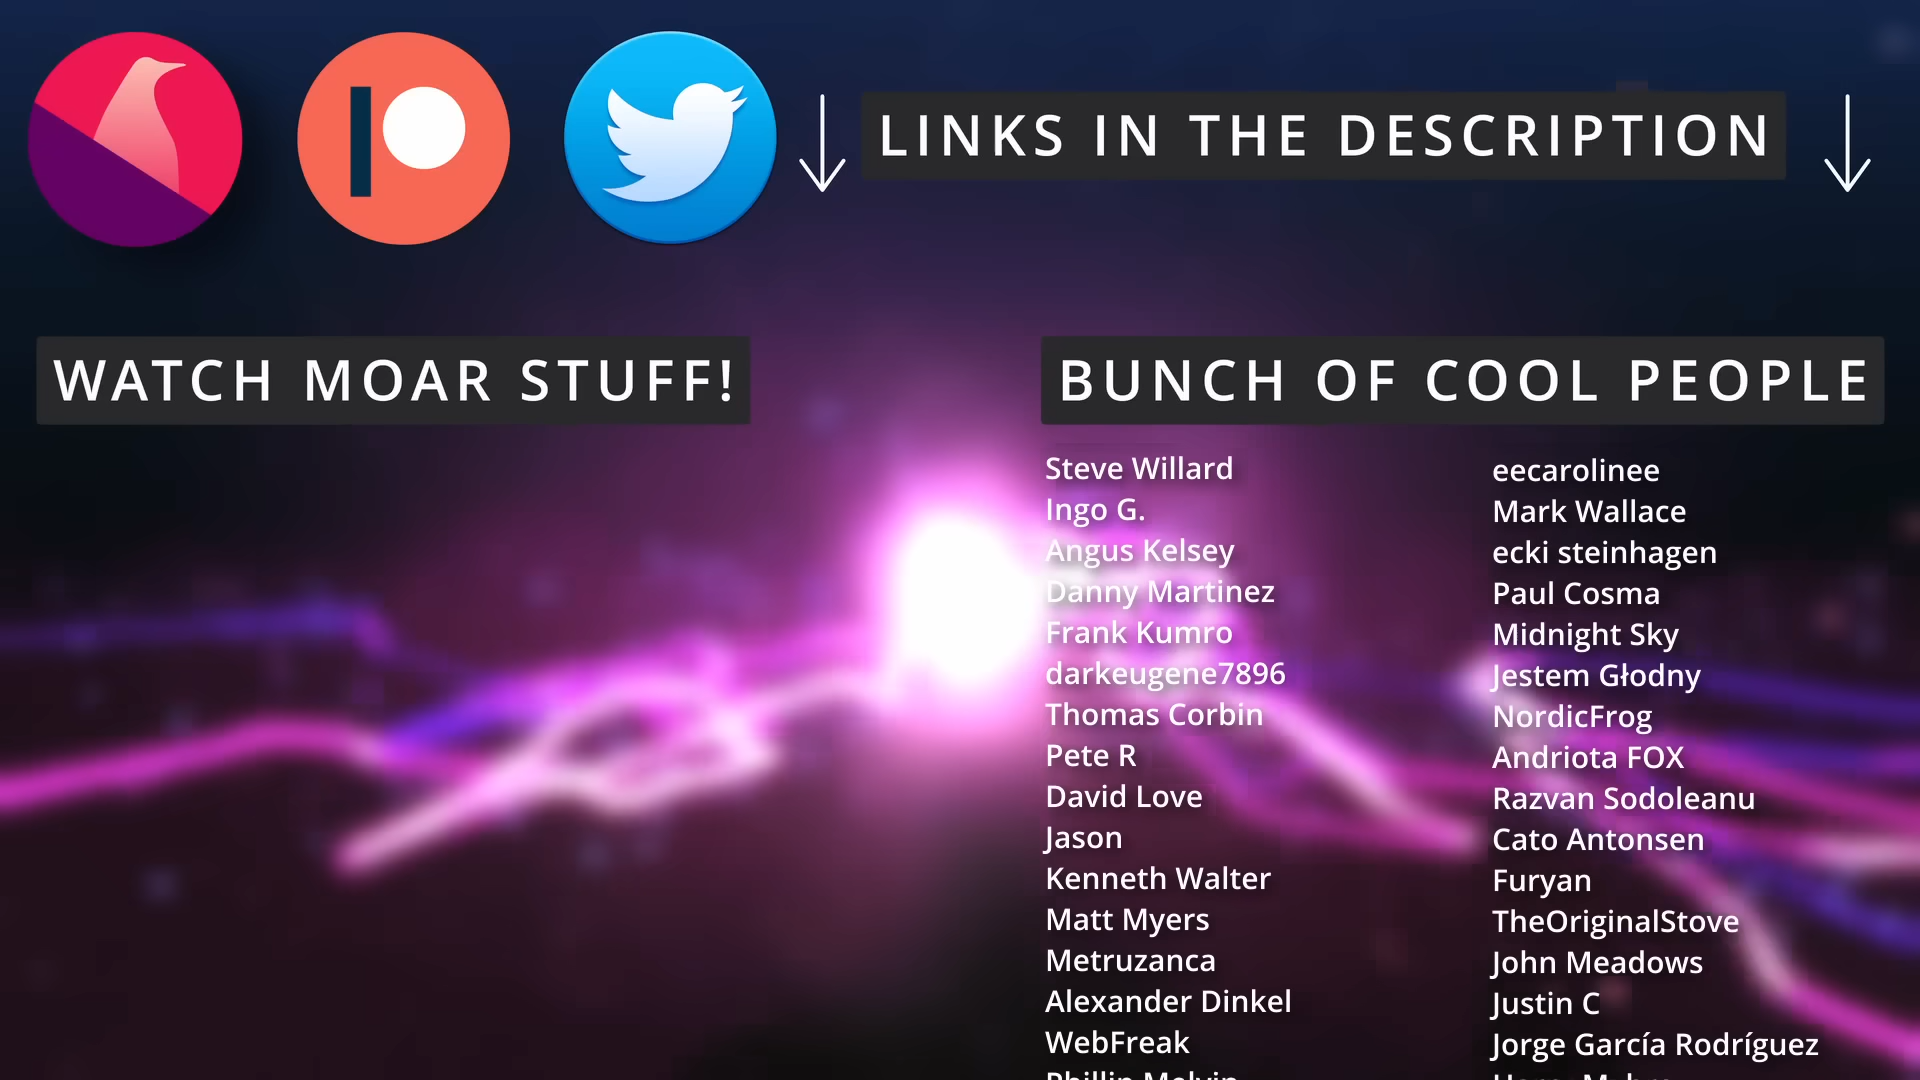 LINKS IN THE DESCRIPTION
WATCH MOAR STUFF!
BUNCH OF COOL PEOPLE
Steve Willard
Ingo G.
Angus Kelsey
Danny Martinez
Frank Kumro
darkeugene7896
Thomas Corbin
Pete R
David Love
Jason
Kenneth Walter
Matt Myers
Metruzanca
Alexander Dinkel
WebFreak
eecarolinee
Mark Wallace
ecki steinhagen
Paul Cosma
Midnight Sky
Jestem Głodny
NordicFrog
Andriota FOX
Razvan Sodoleanu
Cato Antonsen
Furyan
TheOriginalStove
John Meadows
Justin C
Jorge García Rodríguez